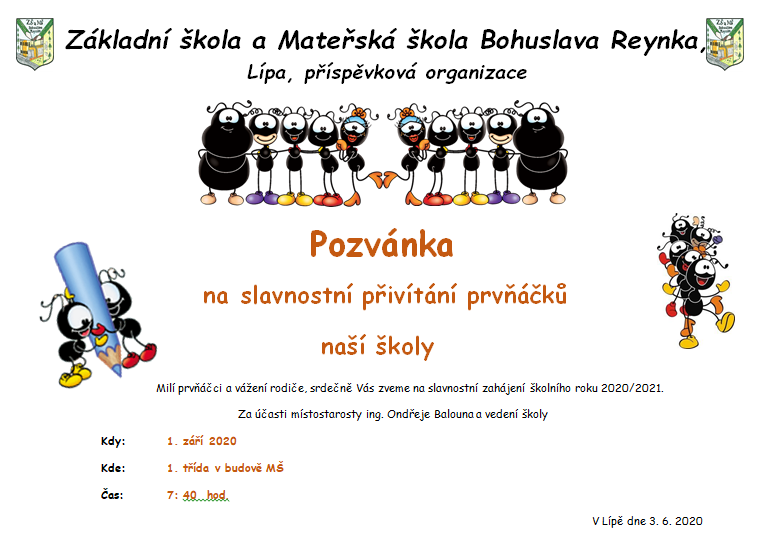 Základní škola a Mateřská škola Bohuslava Reynka,
Lípa, příspěvková organizace
Pozvánka
na slavnostní přivítání prvňáčků
naší školy
Milí prvňáčci a vážení rodiče, srdečně Vás zveme na slavnostní zahájení školního roku 2020/2021.
Za účasti místostarosty ing. Ondřeje Balouna a vedení školy
Kdy: 1. září 2020
Kde: 1. třída v budově MŠ
Čas: 7: 40 hod.
V Lípě dne 3. 6. 2020